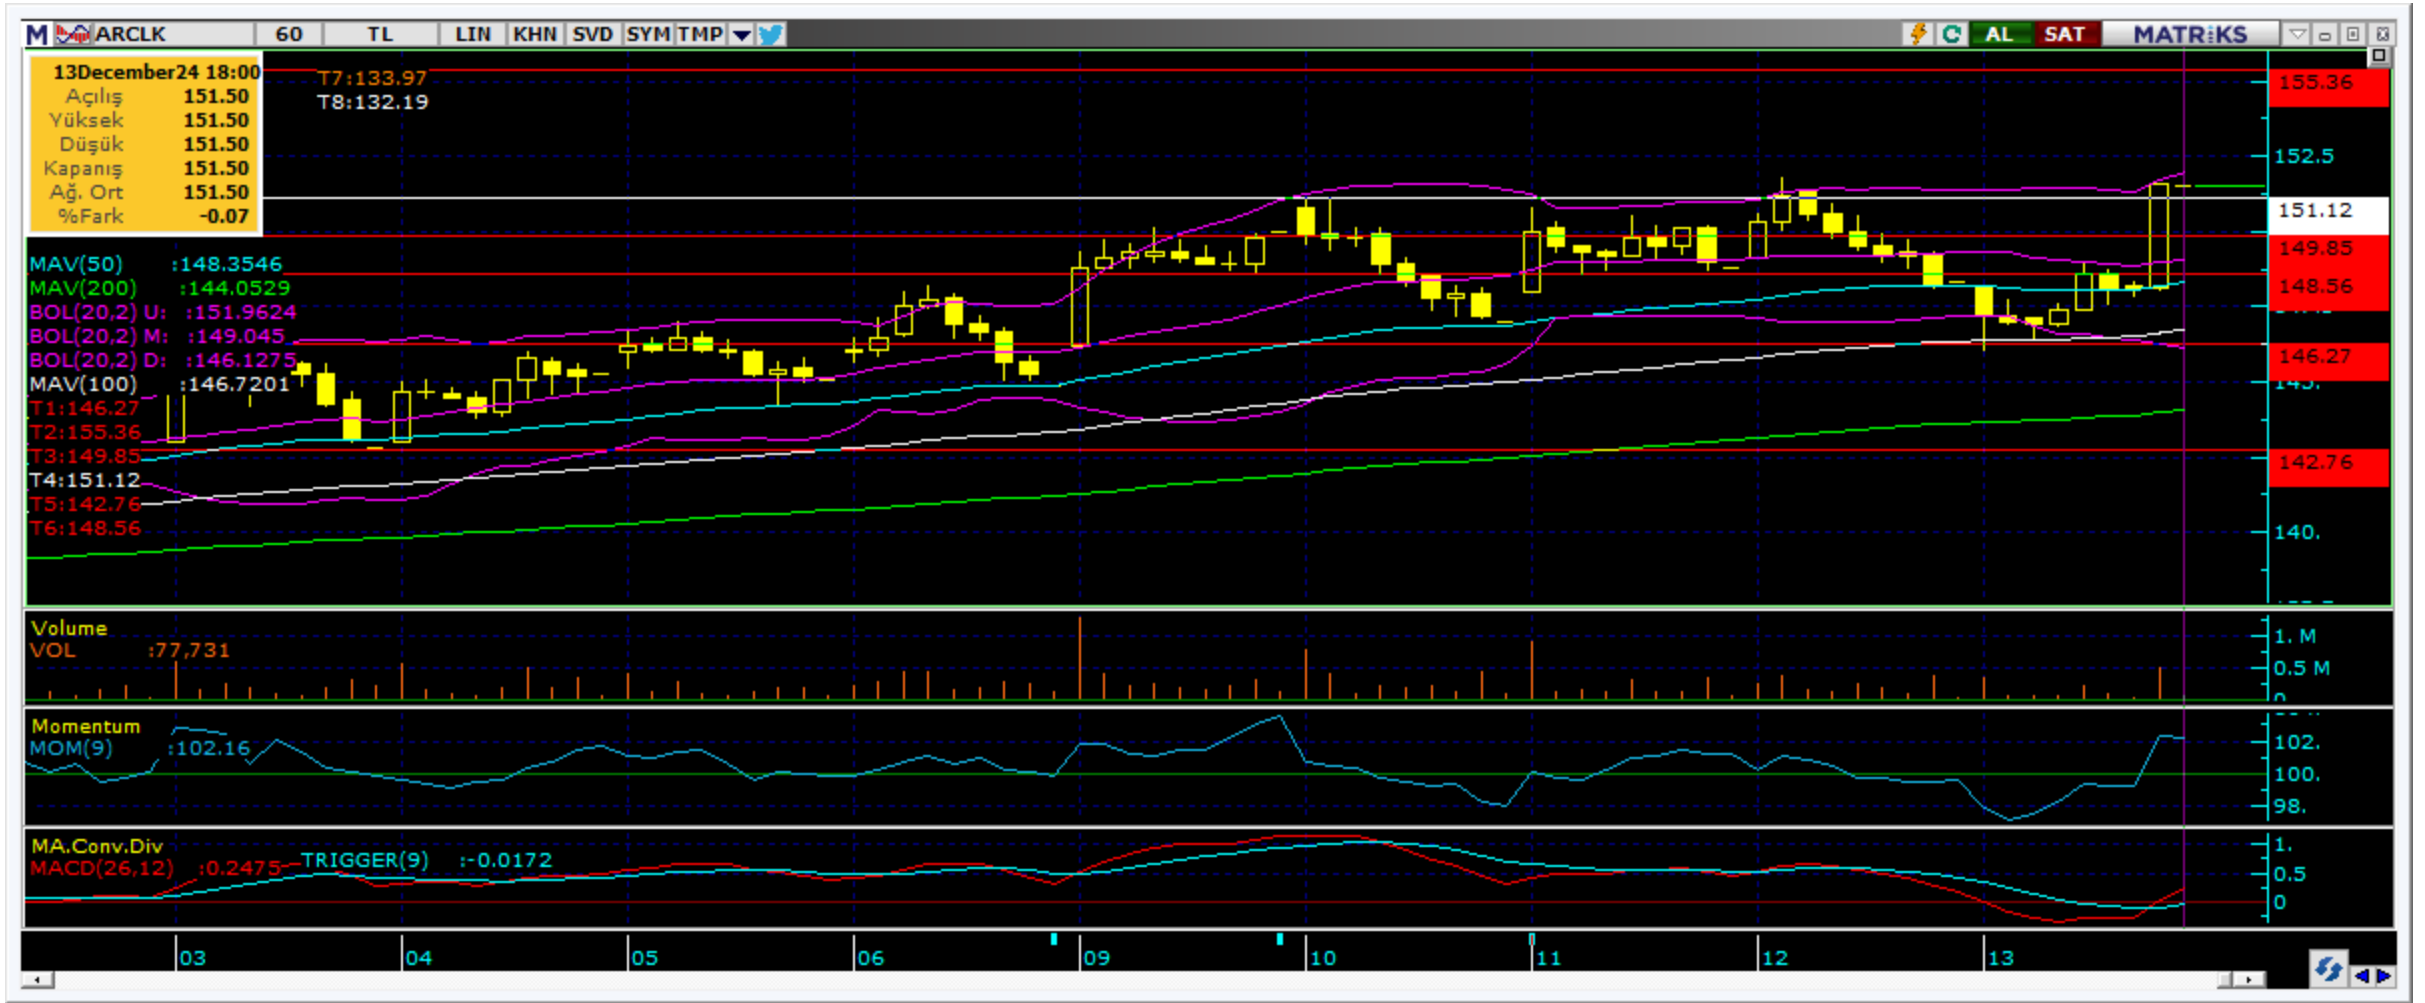 M ARCLK 60 TL LIN KHN SVD SYM TMP AL SAT MATRiKS
13December24 18:00
Açılış 151.50
Yüksek 151.50
Düşük 151.50
Kapanış 151.50
Ağ. Ort 151.50
%Fark -0.07
T7:133.97
T8:132.19
MAV(50) :148.3546
MAV(200) :144.0529
BOL(20,2) U: :151.9624
BOL(20,2) M: :149.045
BOL(20,2) D: :146.1275
MAV(100) :146.7201
T1:146.27
T2:155.36
T3:149.85
T4:151.12
T5:142.76
T6:148.56
155.36
152.5
151.12
149.85
148.56
146.27
145.
142.76
140.
Volume
VOL :77,731
1. M
0.5 M
0
Momentum
MOM(9) :102.16
102.
100.
98.
MA.Conv.Div
MACD(26,12) :0.2475 TRIGGER(9) :-0.0172
1.
0.5
0
03 04 05 06 09 10 11 12 13